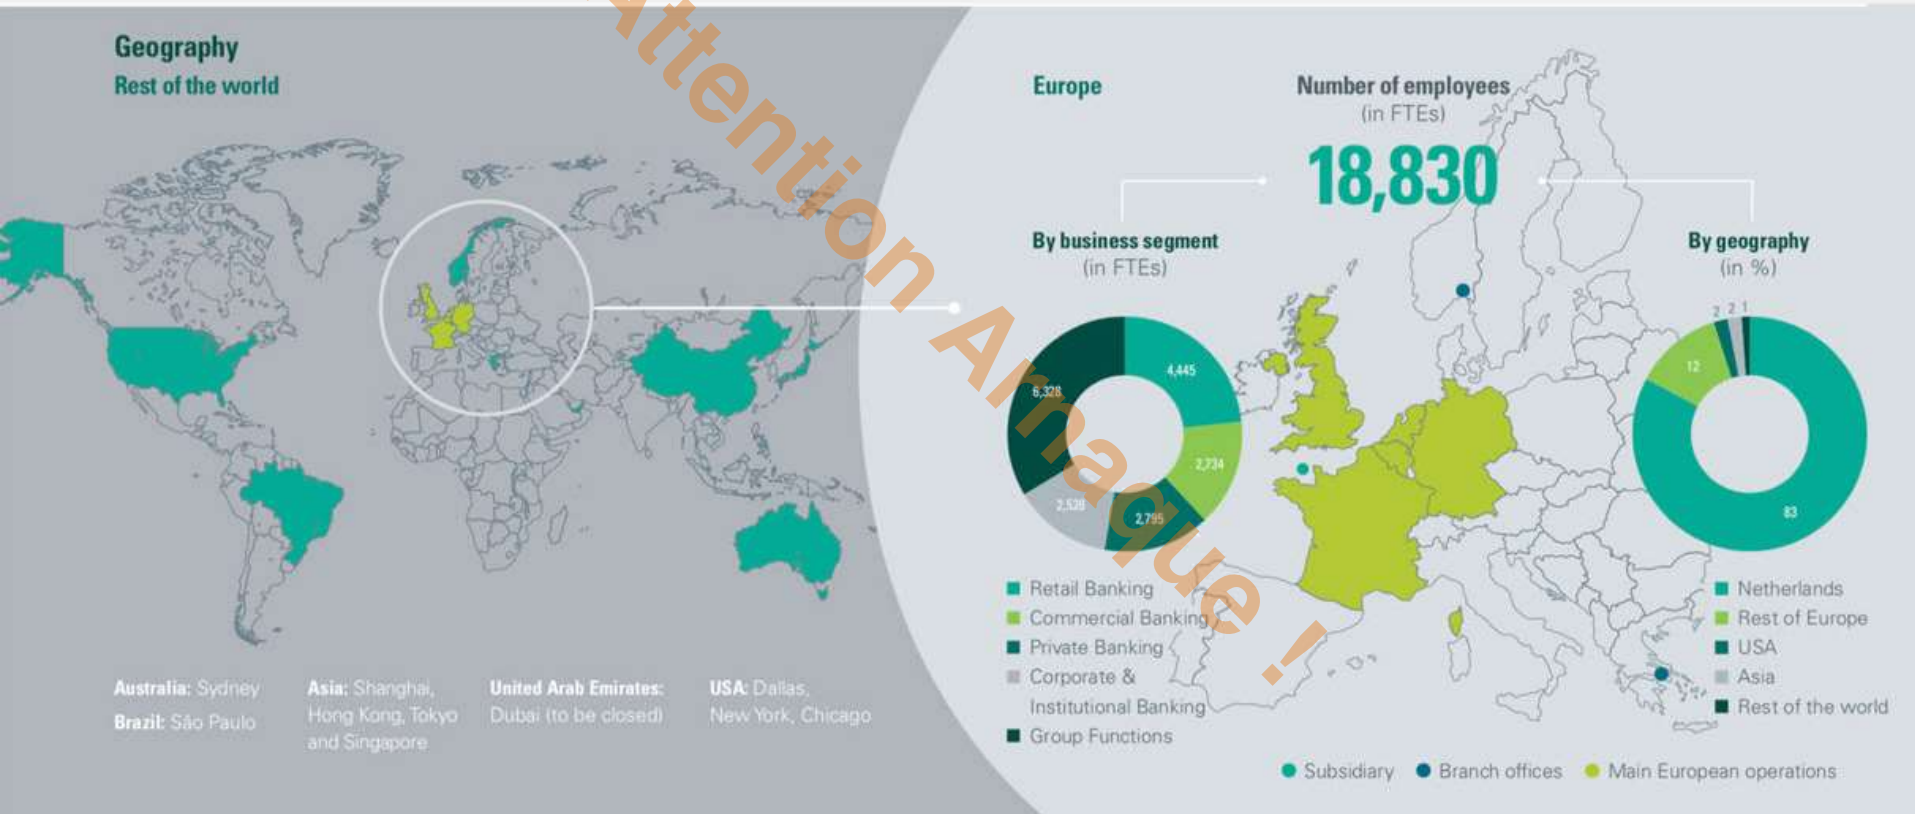 Geography
Rest of the world
Australia: Sydney
Brazil: São Paulo
Asia: Shanghai,
Hong Kong, Tokyo
and Singapore
United Arab Emirates:
Dubai (to be closed)
USA: Dallas,
New York, Chicago
Europe
Number of employees
(in FTEs)
18,830
By business segment
(in FTEs)
4,445
2,734
2,795
2,528
6,328
Retail Banking
Commercial Banking
Private Banking
Corporate &
Institutional Banking
Group Functions
By geography
(in %)
2 2 1
12
83
Netherlands
Rest of Europe
USA
Asia
Rest of the world
Subsidiary
Branch offices
Main European operations
Attention Arnaque !